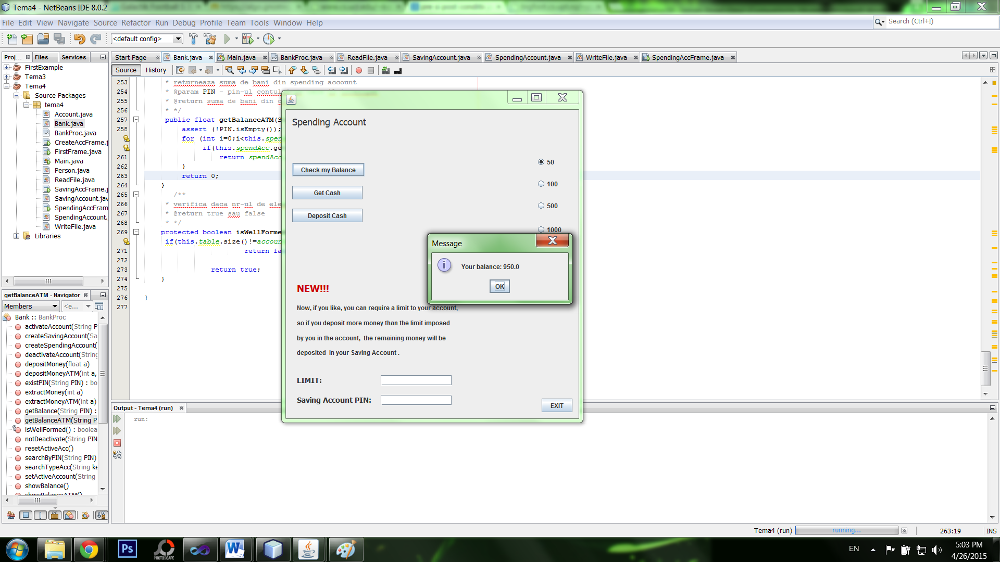 Tema4 - NetBeans IDE 8.0.2
File Edit View Navigate Source Refactor Run Debug Profile Team Tools Window Help
Search (Ctrl+I)
<default config>
Proj... Files Services
Start Page Bank.java Main.java BankProc.java ReadFile.java SavingAccount.java SpendingAccount.java WriteFile.java SpendingAccFrame.java
Source History
FirstExample
Tema3
Tema4
Source Packages
tema4
Account.java
Bank.java
BankProc.java
CreateAccFrame.j
FirstFrame.java
Main.java
Person.java
ReadFile.java
SavingAccFrame.j
SavingAccount.jav
SpendingAccFram
SpendingAccount.
WriteFile.java
Libraries
253 * returneaza suma de bani din spending account
254 * @param PIN - pin-ul contul
255 * @return suma de bani din c
256 * */
257 public float getBalanceATM(S
258 assert (!PIN.isEmpty());
for (int i=0;i<this.spen
if(this.spendAcc.ge
261 return spendAcc
262 }
263 return 0;
264 }
265 /**
266 * verifica daca nr-ul de ele
267 * @return true sau false
268 * */
269 protected boolean isWellForme
if(this.table.size()!=accoun
271 return fa
272
273 return true;
274 }
275
276 }
277
Spending Account
Check my Balance
Get Cash
Deposit Cash
50
100
500
1000
Message
Your balance: 950.0
OK
NEW!!!
Now, if you like, you can require a limit to your account,
so if you deposit more money than the limit imposed
by you in the account, the remaining money will be
deposited in your Saving Account .
LIMIT:
Saving Account PIN:
EXIT
getBalanceATM - Navigator
Members <e...
Bank :: BankProc
activateAccount(String P
createSavingAccount(Sa
createSpendingAccount(
deactivateAccount(String
depositMoney(float a)
depositMoneyATM(int a,
existPIN(String PIN) : bo
extractMoney(int a)
extractMoneyATM(int a)
getBalance(String PIN) :
getBalanceATM(String P
isWellFormed() : boolea
notDeactivate(String PIN
resetActiveAcc()
searchByPIN(String PIN)
searchTypeAcc(String ke
setActiveAccount(String
showBalance()
showBalanceATM()
Output - Tema4 (run)
run:
Tema4 (run) running... 263:19 INS
Ps
PHOTOSCAPE
EN
5:03 PM
4/26/2015